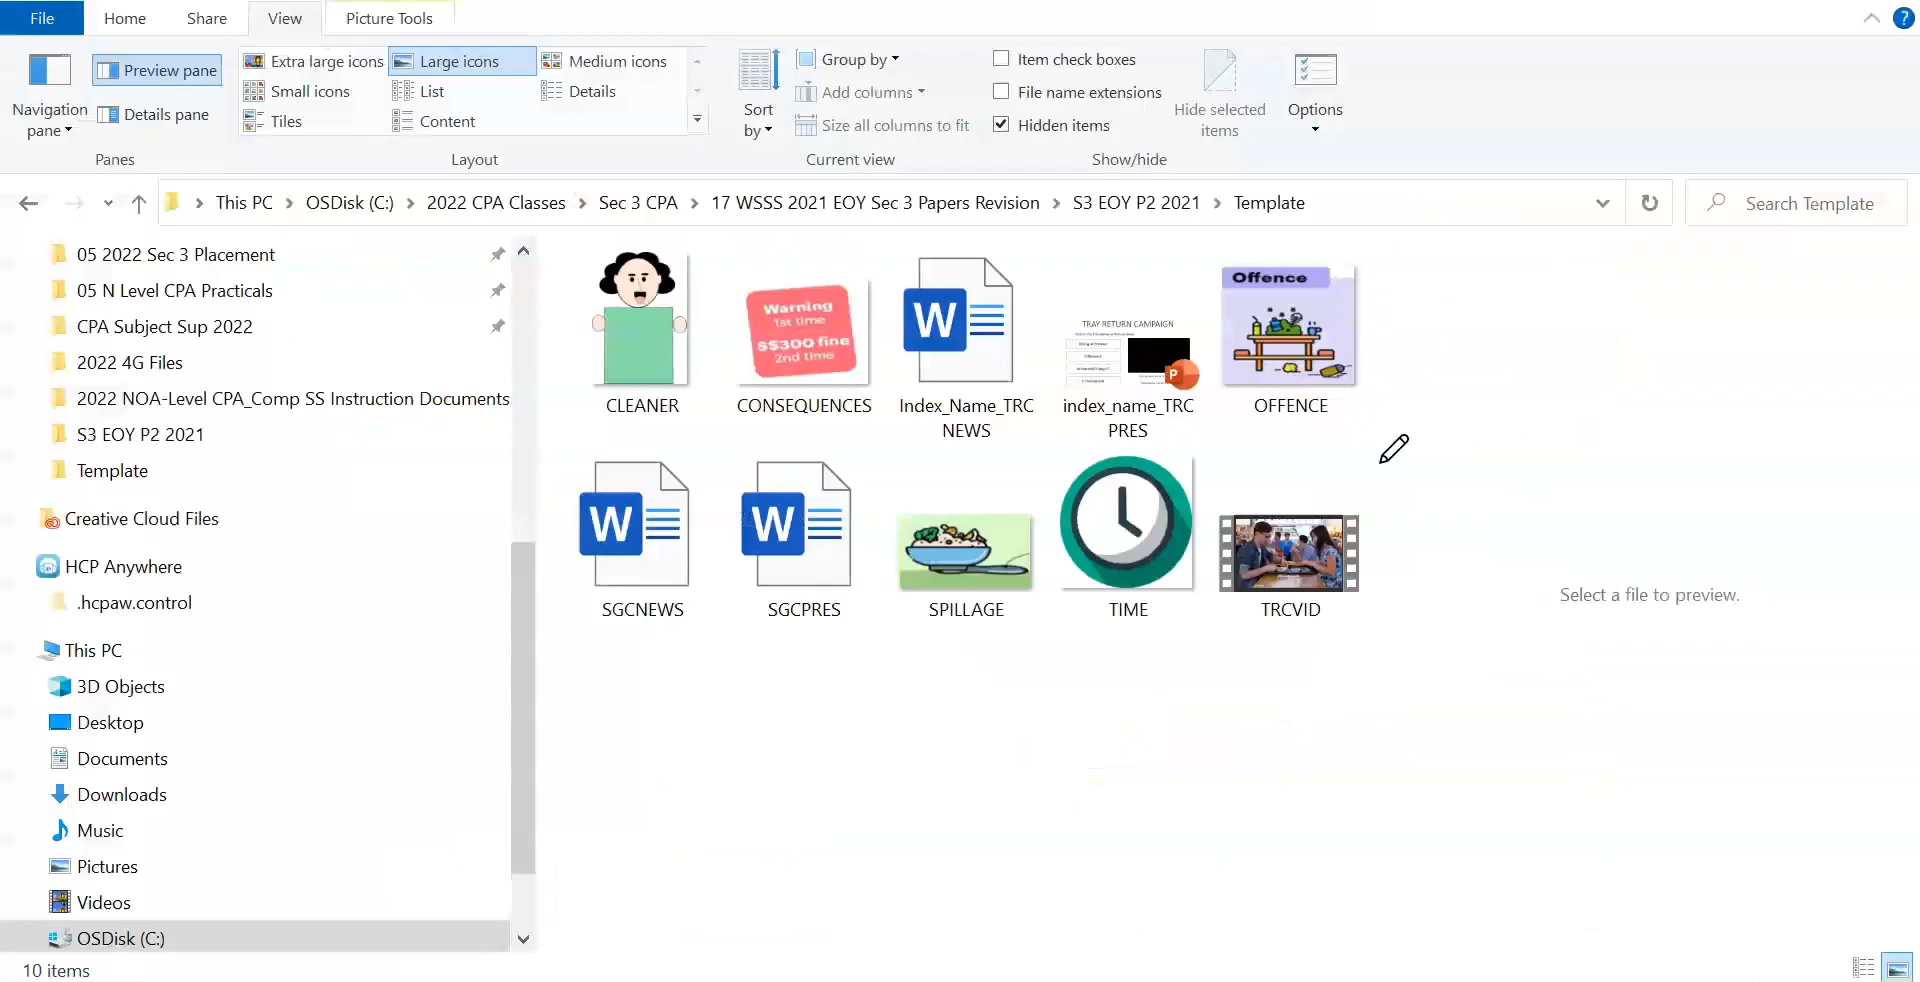 File Home Share View Picture Tools
Navigation pane
Preview pane
Details pane
Panes
Extra large icons Large icons Medium icons
Small icons List Details
Tiles Content
Layout
Sort by
Group by
Add columns
Size all columns to fit
Current view
Item check boxes
File name extensions
Hidden items
Hide selected items
Show/hide
Options
This PC > OSDisk (C:) > 2022 CPA Classes > Sec 3 CPA > 17 WSSS 2021 EOY Sec 3 Papers Revision > S3 EOY P2 2021 > Template
Search Template
05 2022 Sec 3 Placement
05 N Level CPA Practicals
CPA Subject Sup 2022
2022 4G Files
2022 NOA-Level CPA_Comp SS Instruction Documents
S3 EOY P2 2021
Template
Creative Cloud Files
HCP Anywhere
.hcpaw.control
This PC
3D Objects
Desktop
Documents
Downloads
Music
Pictures
Videos
OSDisk (C:)
10 items
CLEANER
Warning
1st time
S$300 fine
2nd time
CONSEQUENCES
W
Index_Name_TRC
NEWS
TRAY RETURN CAMPAIGN
P
index_name_TRC
PRES
Offence
OFFENCE
W
SGCNEWS
W
SGCPRES
SPILLAGE
TIME
TRCVID
Select a file to preview.